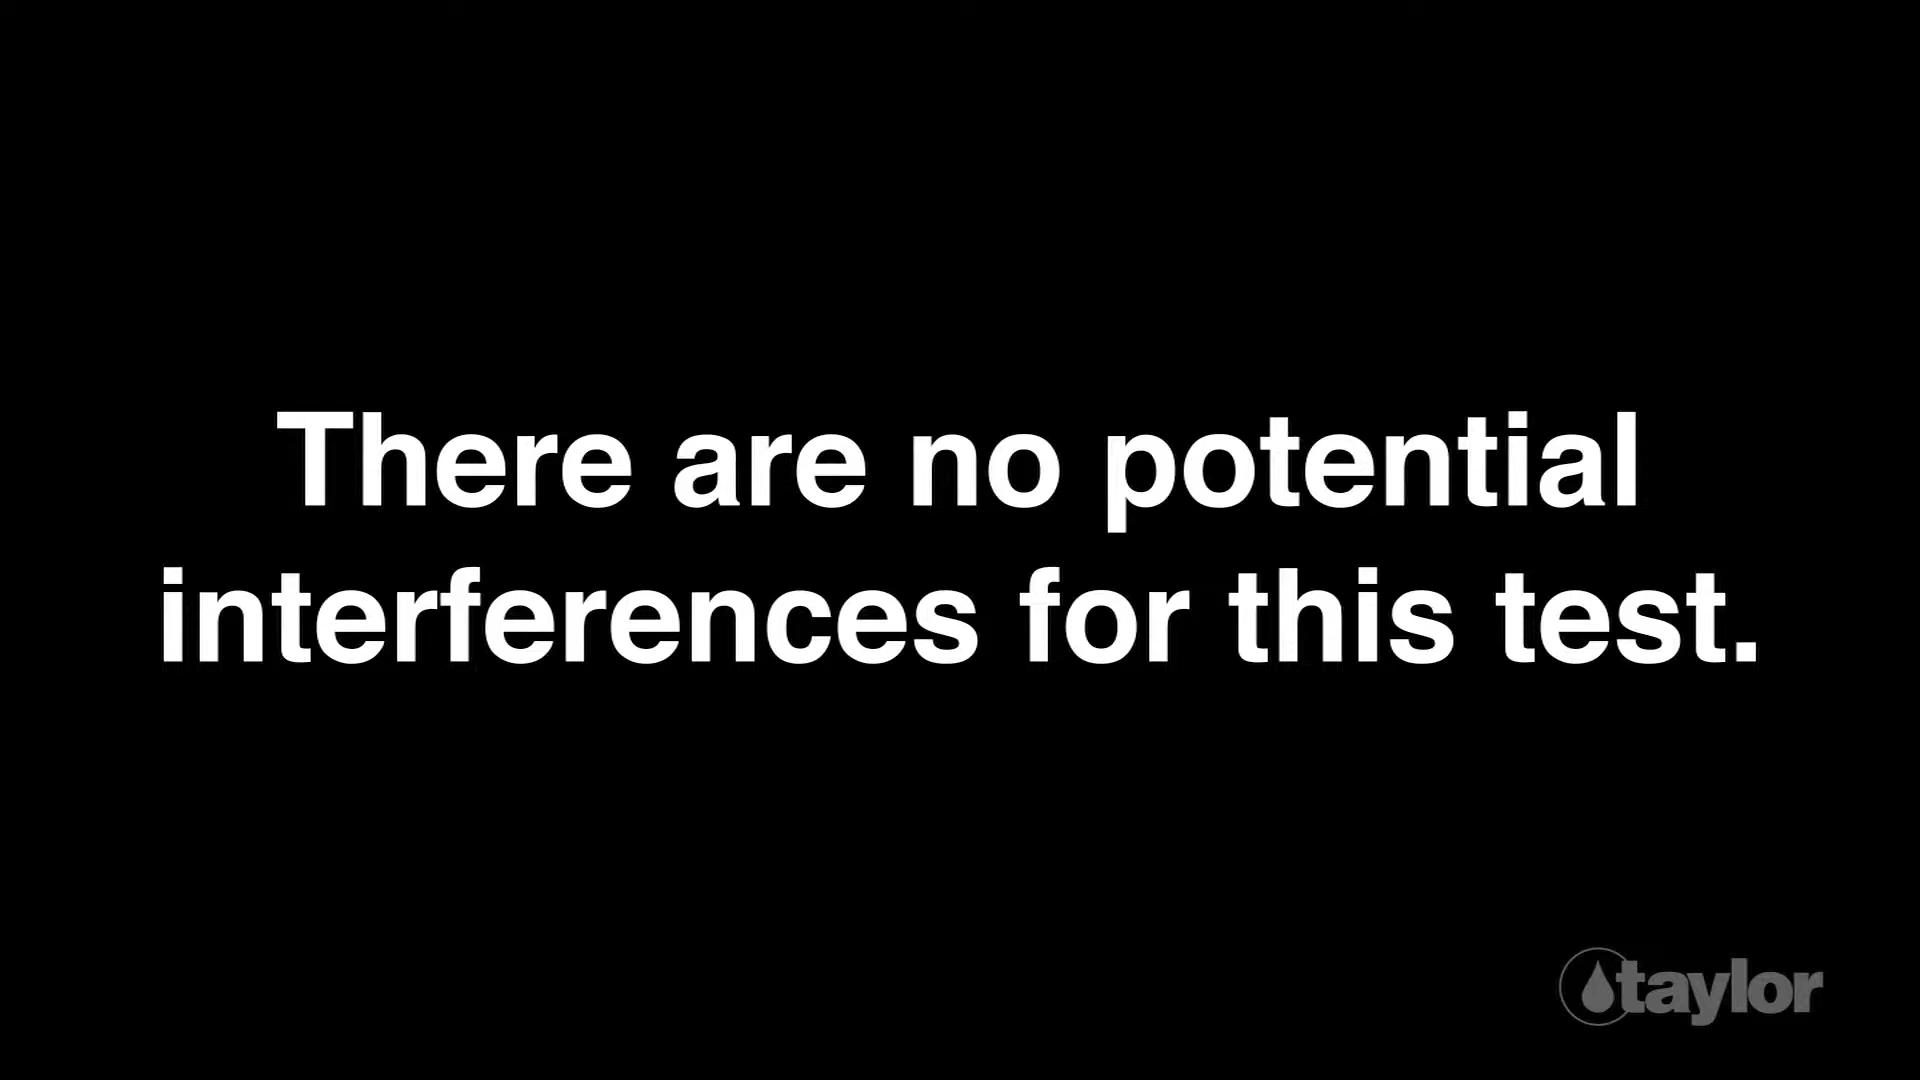 There are no potential
interferences for this test.
taylor